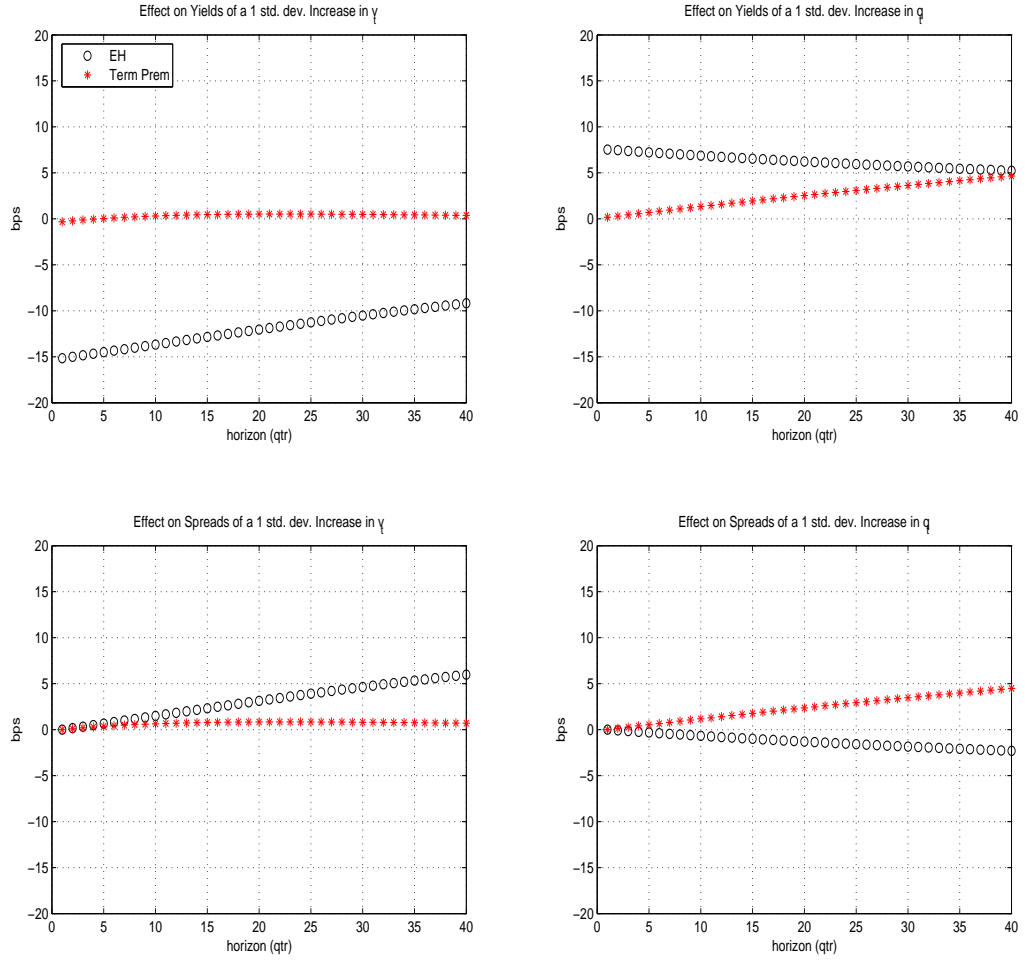 Effect on Yields of a 1 std. dev. Increase in v_t
20
15
10
5
0
−5
−10
−15
−20
bps
EH
Term Prem
0 5 10 15 20 25 30 35 40
horizon (qtr)
Effect on Yields of a 1 std. dev. Increase in q_t
20
15
10
5
0
−5
−10
−15
−20
bps
0 5 10 15 20 25 30 35 40
horizon (qtr)
Effect on Spreads of a 1 std. dev. Increase in v_t
20
15
10
5
0
−5
−10
−15
−20
bps
0 5 10 15 20 25 30 35 40
horizon (qtr)
Effect on Spreads of a 1 std. dev. Increase in q_t
20
15
10
5
0
−5
−10
−15
−20
bps
0 5 10 15 20 25 30 35 40
horizon (qtr)